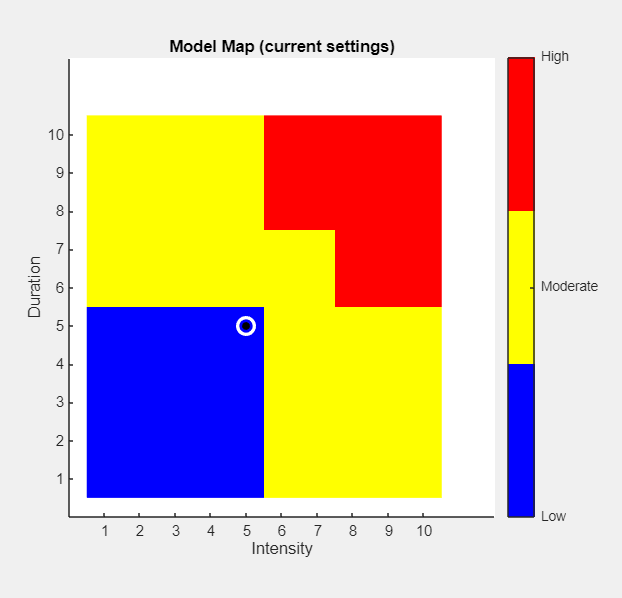 Model Map (current settings)
High
Moderate
Low
Duration
10
9
8
7
6
5
4
3
2
1
1 2 3 4 5 6 7 8 9 10
Intensity